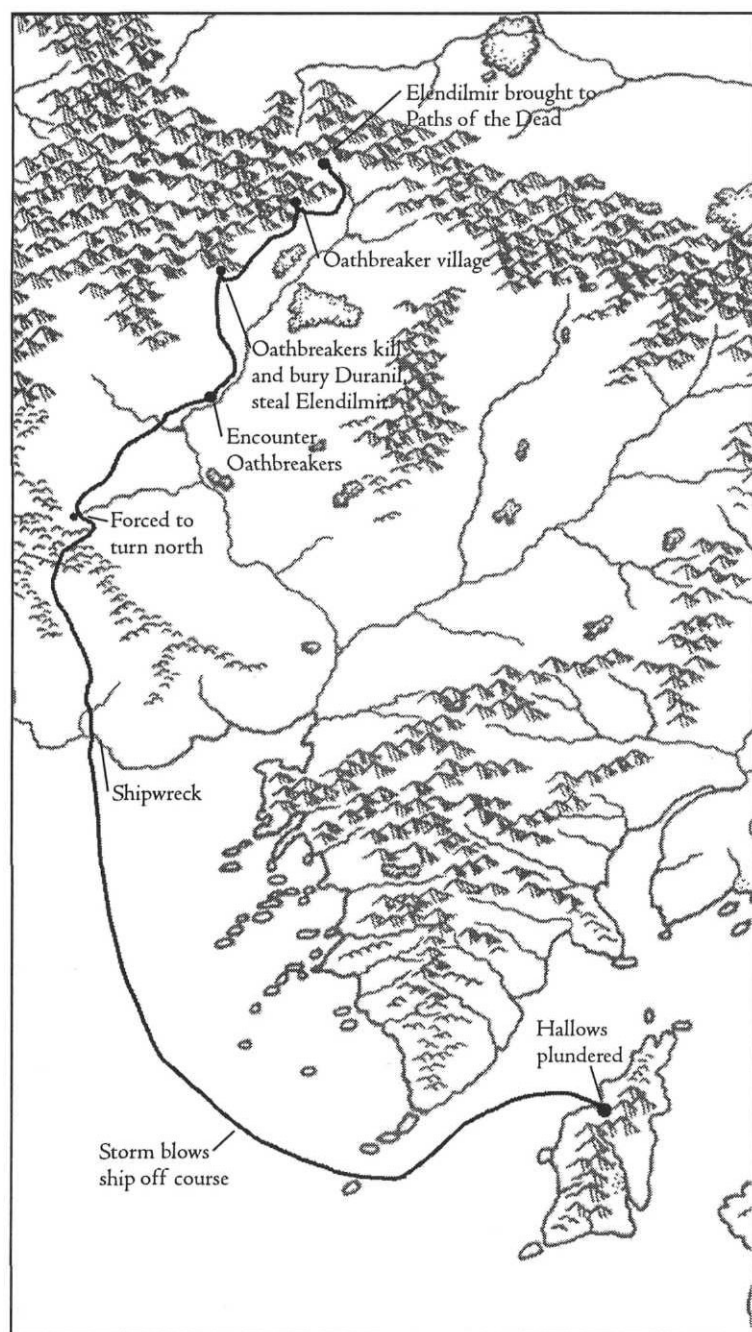 Elendilmir brought to
Paths of the Dead
Oathbreaker village
Oathbreakers kill
and bury Duranil,
steal Elendilmir
Encounter
Oathbreakers
Forced to
turn north
Shipwreck
Hallows
plundered
Storm blows
ship off course